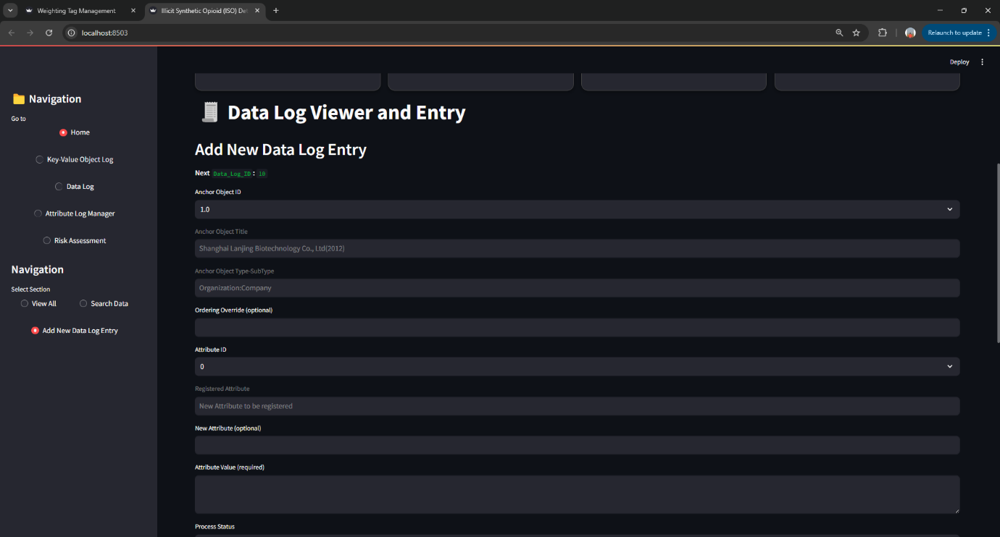 Weighting Tag Management
Illicit Synthetic Opioid (ISO) De
localhost:8503
Relaunch to update
Deploy
Navigation
Go to
Home
Key-Value Object Log
Data Log
Attribute Log Manager
Risk Assessment
Navigation
Select Section
View All
Search Data
Add New Data Log Entry
Data Log Viewer and Entry
Add New Data Log Entry
Next Data_Log_ID: 10
Anchor Object ID
1.0
Anchor Object Title
Shanghai Lanjing Biotechnology Co., Ltd(2012)
Anchor Object Type-SubType
Organization:Company
Ordering Override (optional)
Attribute ID
0
Registered Attribute
New Attribute to be registered
New Attribute (optional)
Attribute Value (required)
Process Status